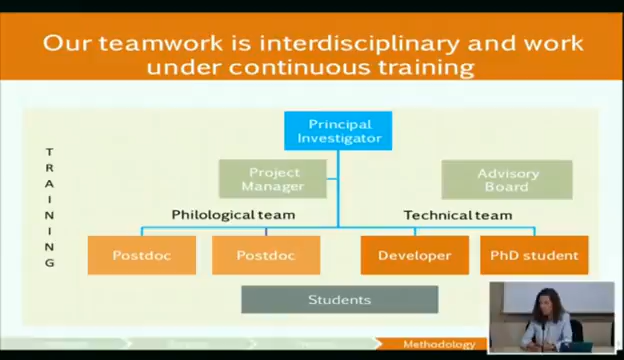 Our teamwork is interdisciplinary and work
under continuous training
Principal
Investigator
TRAINING
Project
Manager
Advisory
Board
Philological team
Technical team
Postdoc
Postdoc
Developer
PhD student
Students
Methodology